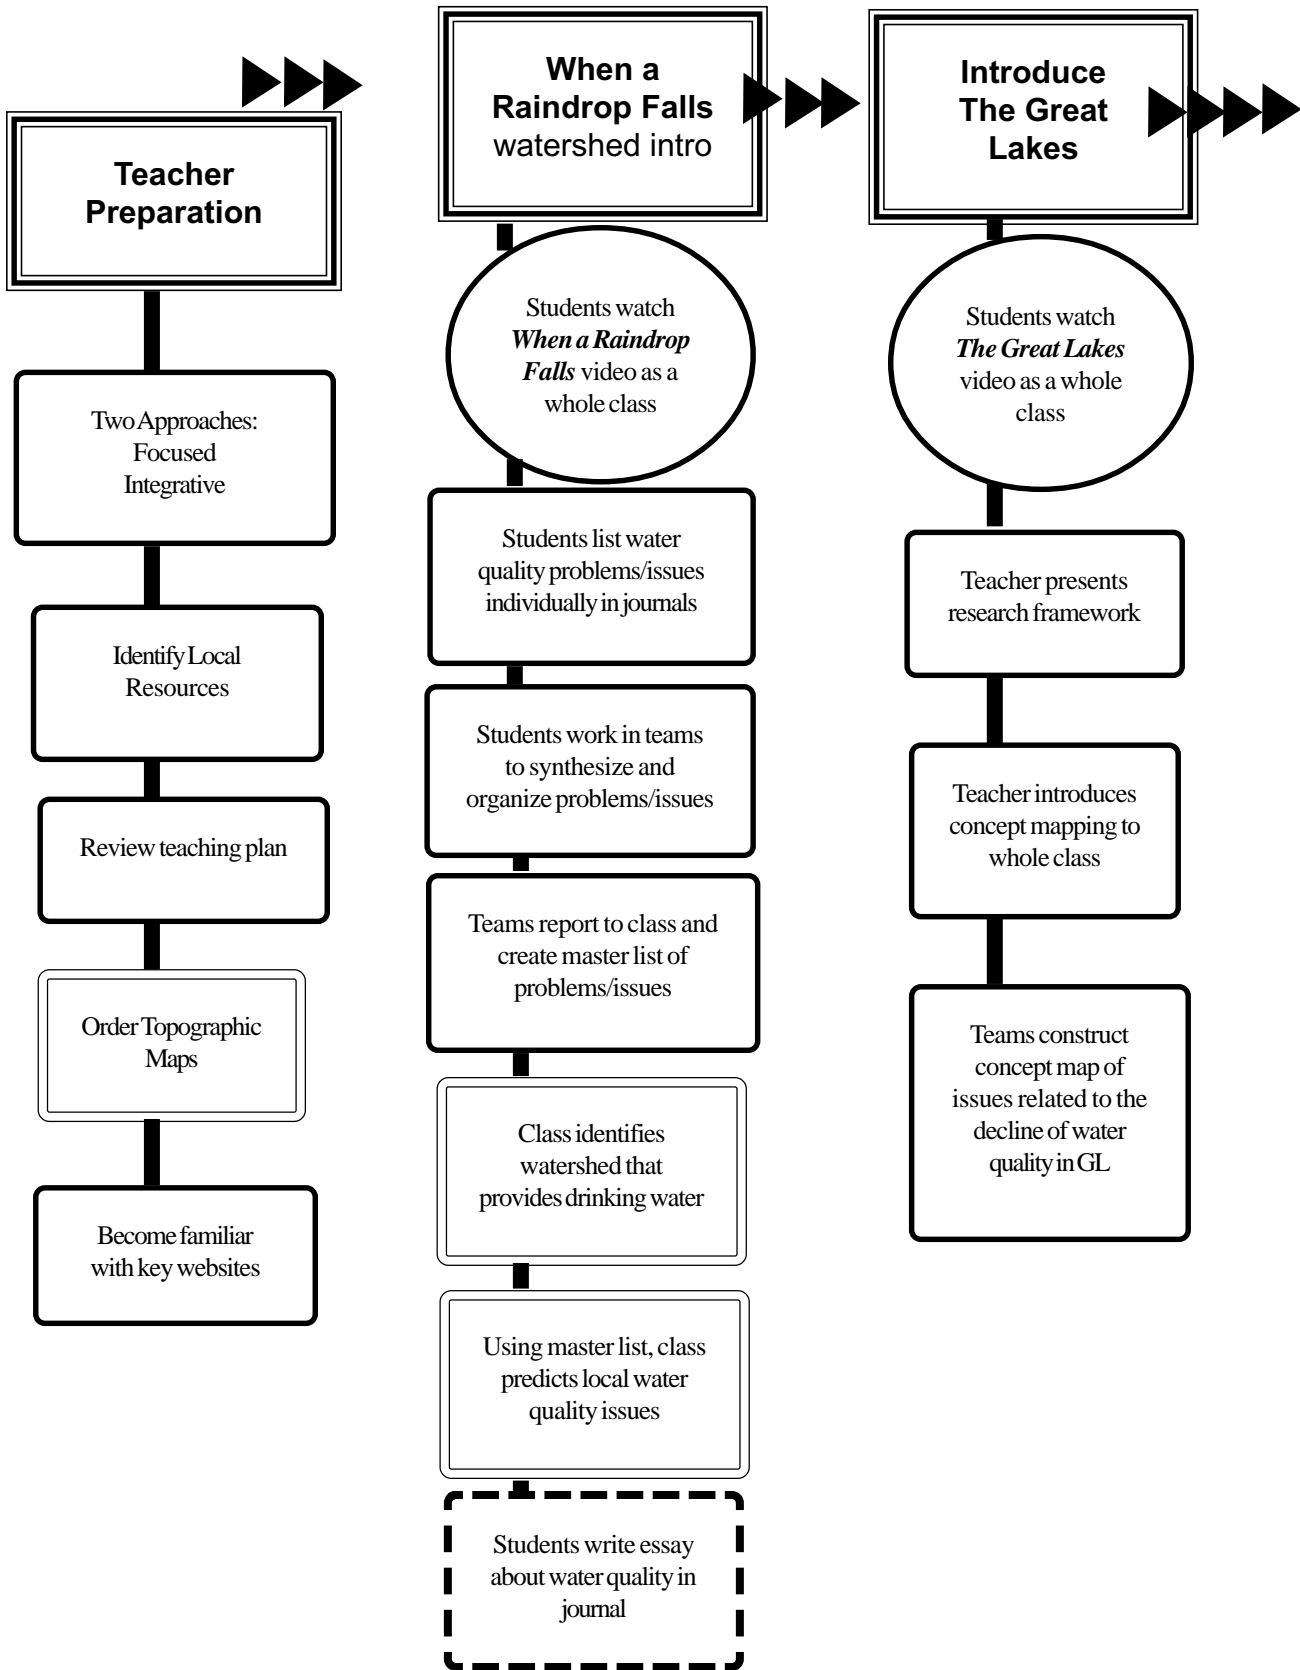 Teacher
Preparation
Two Approaches:
Focused
Integrative
Identify Local
Resources
Review teaching plan
Order Topographic
Maps
Become familiar
with key websites
When a
Raindrop Falls
watershed intro
Students watch
When a Raindrop
Falls video as a
whole class
Students list water
quality problems/issues
individually in journals
Students work in teams
to synthesize and
organize problems/issues
Teams report to class and
create master list of
problems/issues
Class identifies
watershed that
provides drinking water
Using master list, class
predicts local water
quality issues
Students write essay
about water quality in
journal
Introduce
The Great
Lakes
Students watch
The Great Lakes
video as a whole
class
Teacher presents
research framework
Teacher introduces
concept mapping to
whole class
Teams construct
concept map of
issues related to the
decline of water
quality in GL